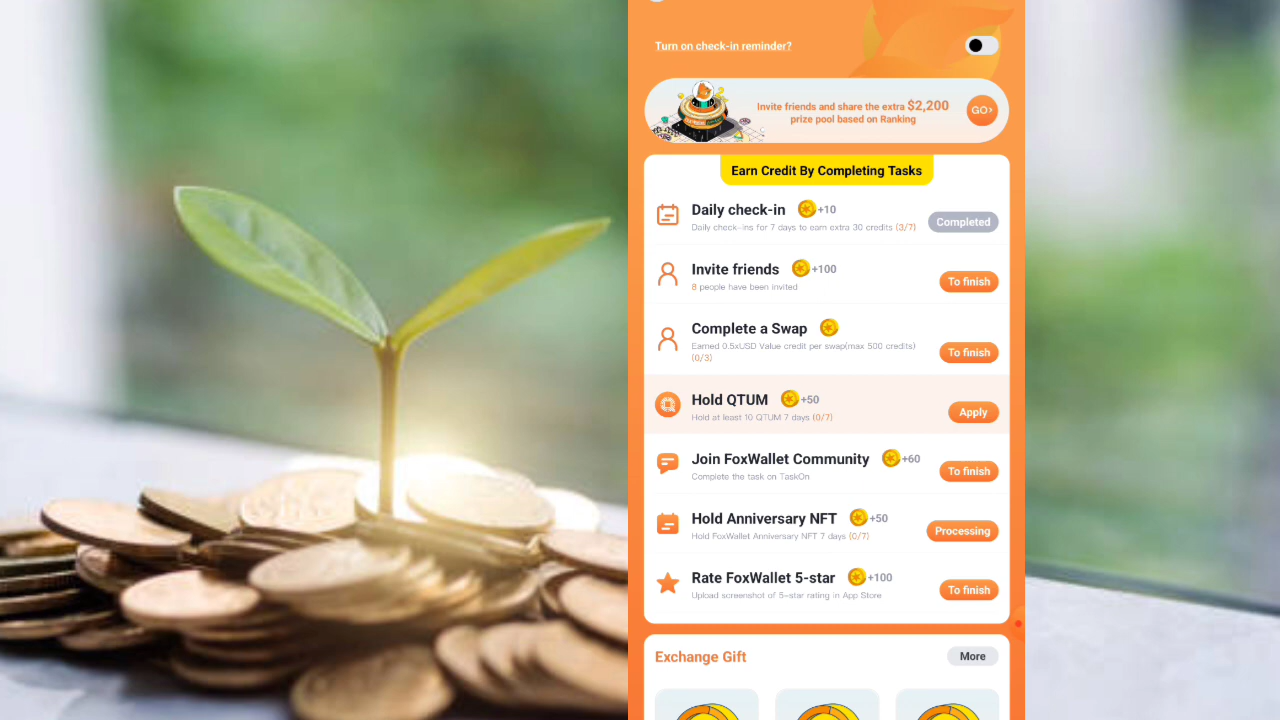 Turn on check-in reminder?
Invite friends and share the extra $2,200
prize pool based on Ranking
GO›
Earn Credit By Completing Tasks
Daily check-in +10
Daily check-ins for 7 days to earn extra 30 credits (3/7)
Completed
Invite friends +100
8 people have been invited
To finish
Complete a Swap
Earned 0.5xUSD Value credit per swap(max 500 credits)
(0/3)
To finish
Hold QTUM +50
Hold at least 10 QTUM 7 days (0/7)
Apply
Join FoxWallet Community +60
Complete the task on TaskOn
To finish
Hold Anniversary NFT +50
Hold FoxWallet Anniversary NFT 7 days (0/7)
Processing
Rate FoxWallet 5-star +100
Upload screenshot of 5-star rating in App Store
To finish
Exchange Gift
More